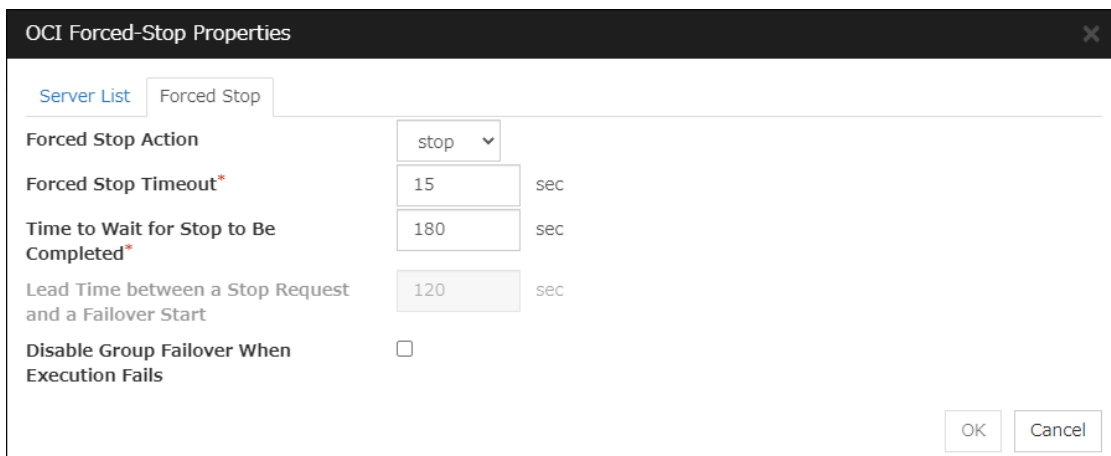 OCI Forced-Stop Properties
Server List Forced Stop
Forced Stop Action stop
Forced Stop Timeout* 15 sec
Time to Wait for Stop to Be
Completed* 180 sec
Lead Time between a Stop Request
and a Failover Start 120 sec
Disable Group Failover When
Execution Fails
OK Cancel